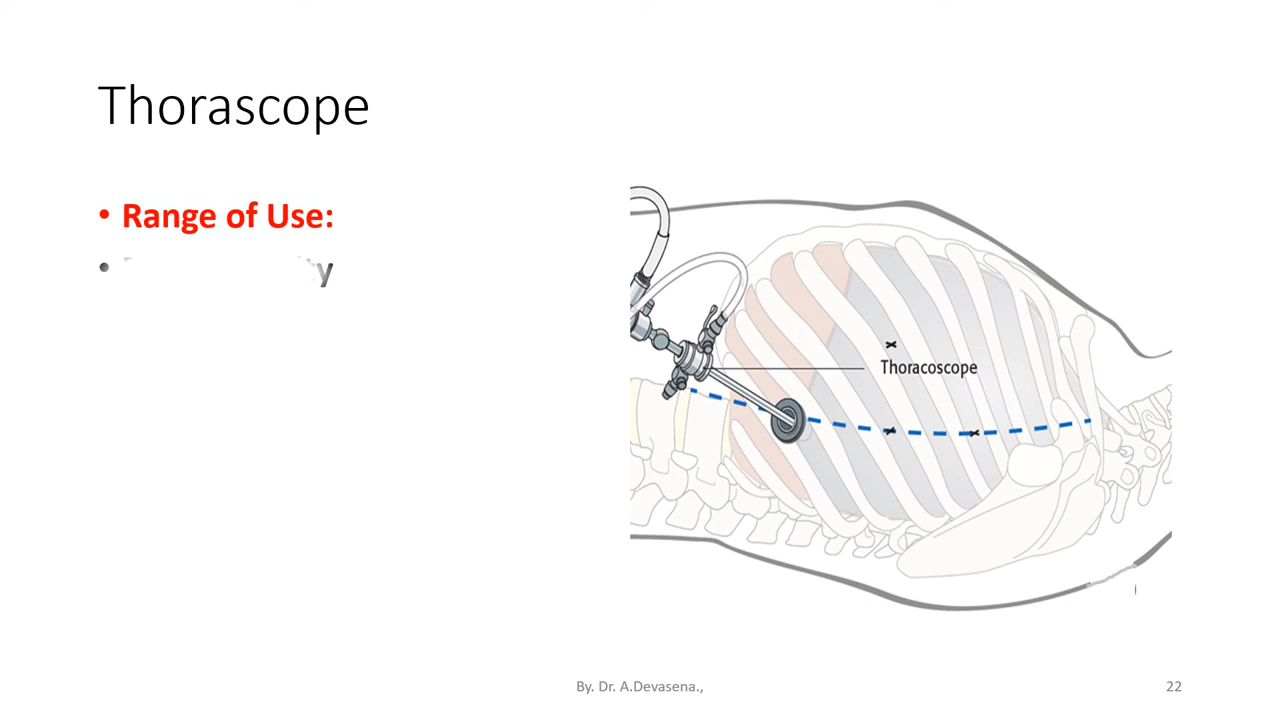 Thorascope
• Range of Use:
Thoracoscope
By. Dr. A.Devasena.,
22